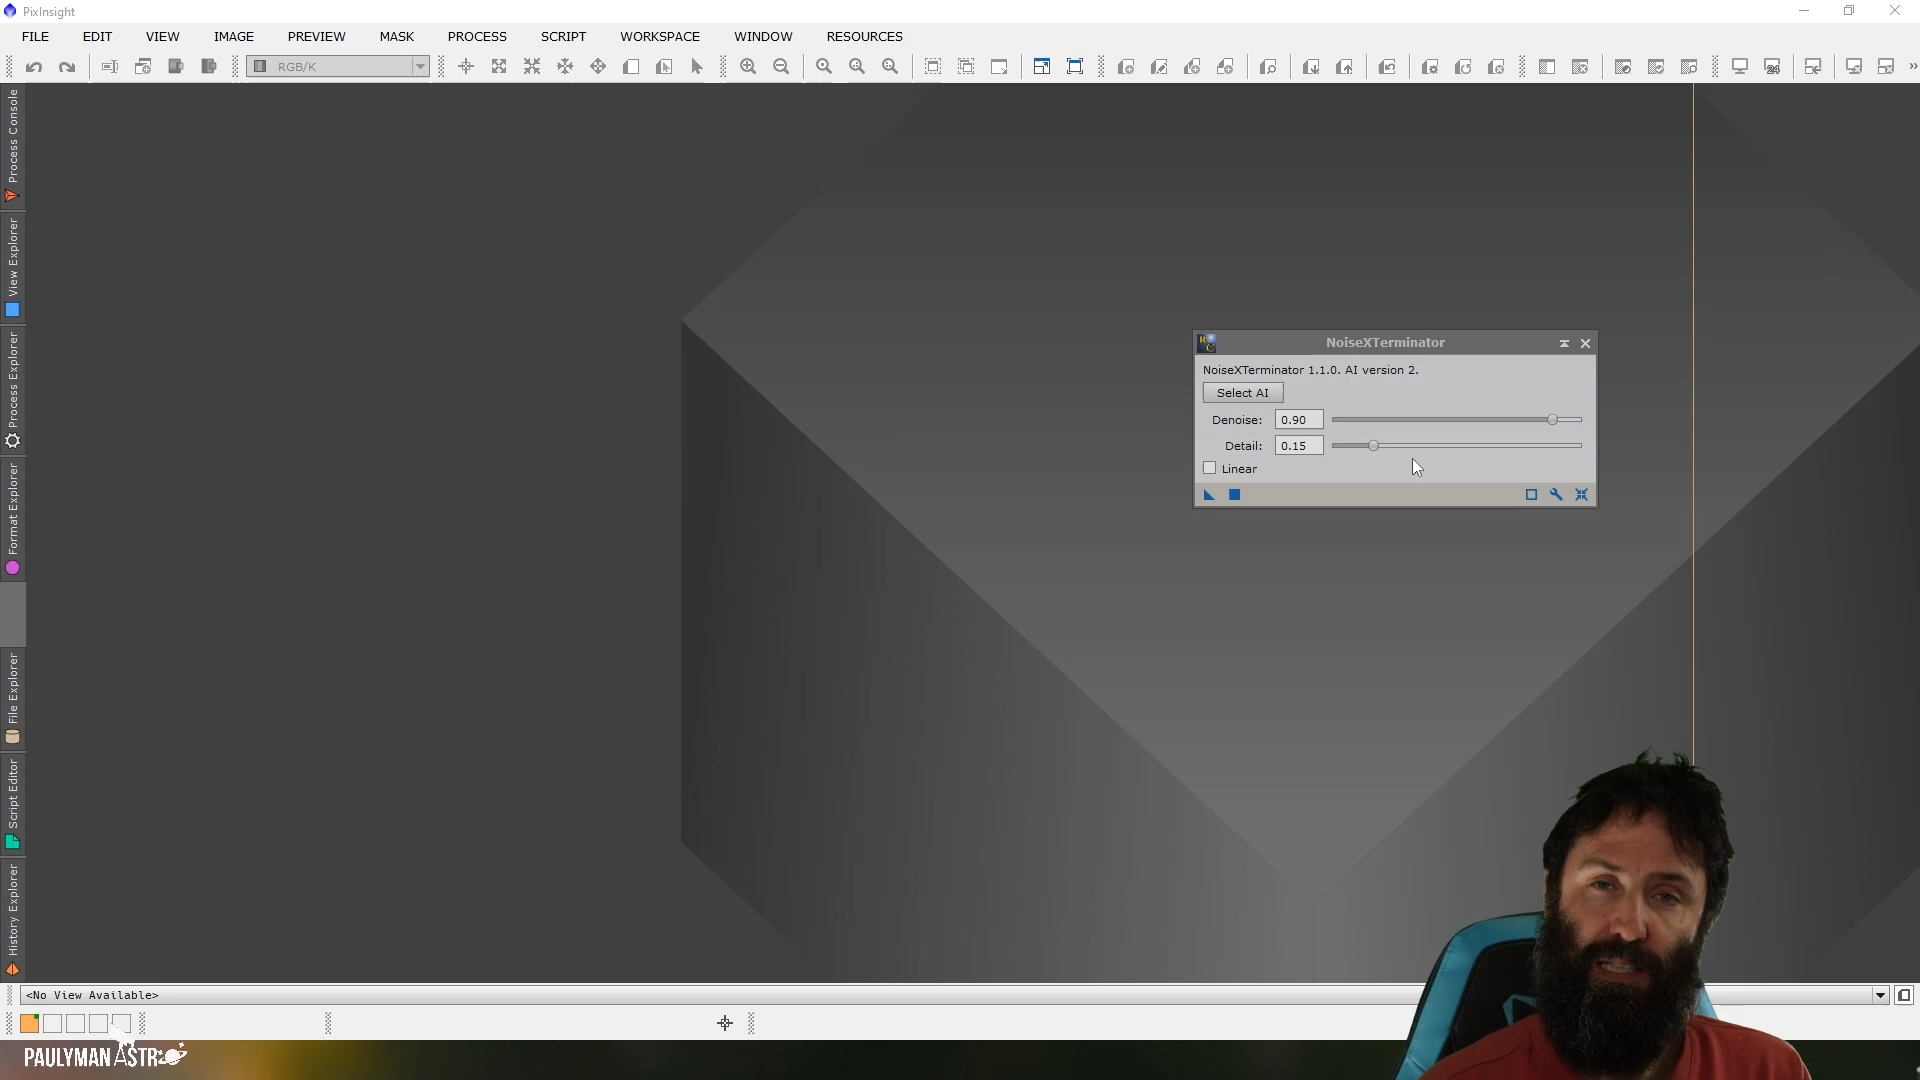 PixInsight
FILE EDIT VIEW IMAGE PREVIEW MASK PROCESS SCRIPT WORKSPACE WINDOW RESOURCES
RGB/K
Process Console
View Explorer
Process Explorer
Format Explorer
File Explorer
Script Editor
History Explorer
NoiseXTerminator
NoiseXTerminator 1.1.0. AI version 2.
Select AI
Denoise: 0.90
Detail: 0.15
Linear
<No View Available>
PAULYMAN ASTRO